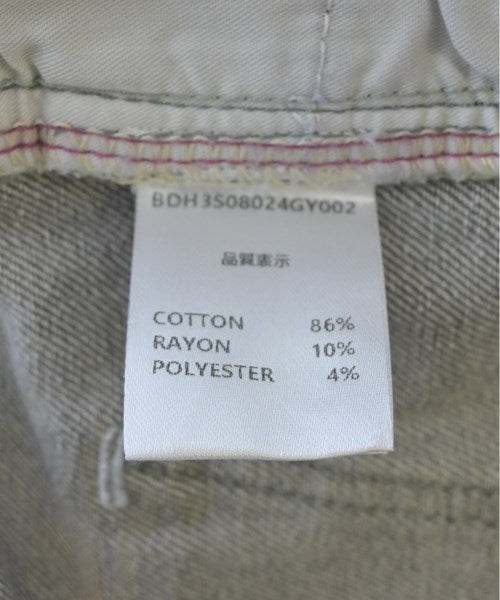 BDH3S08024GY002
品質表示
COTTON 86%
RAYON 10%
POLYESTER 4%